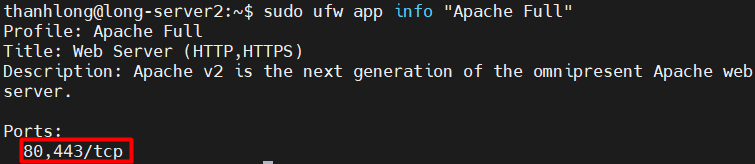 thanhlong@long-server2:~$ sudo ufw app info "Apache Full"
Profile: Apache Full
Title: Web Server (HTTP,HTTPS)
Description: Apache v2 is the next generation of the omnipresent Apache web
server.
Ports:
80,443/tcp